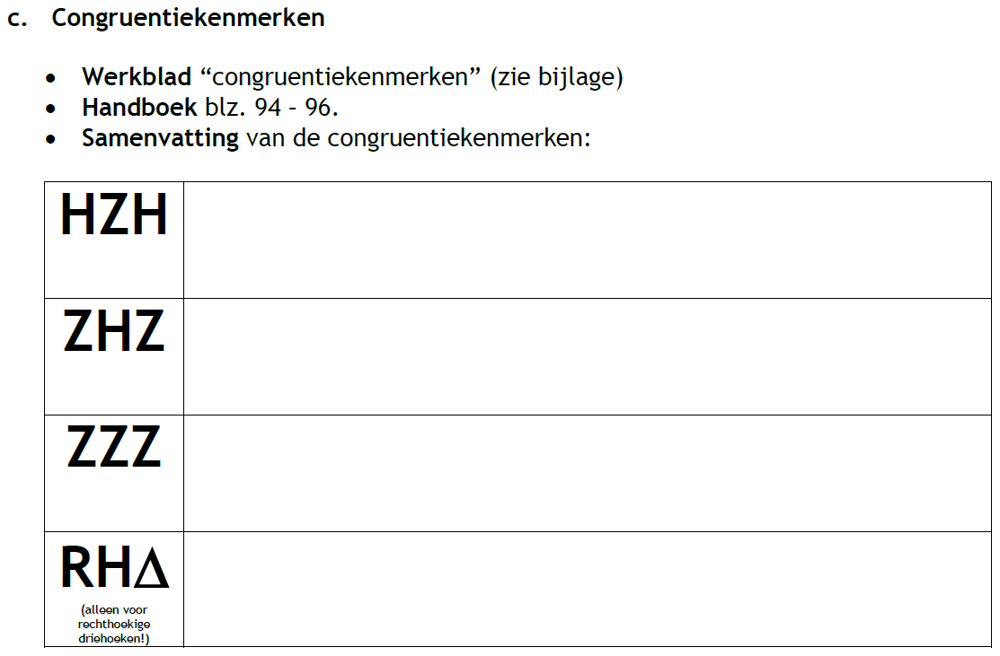 c. Congruentiekenmerken
• Werkblad “congruentiekenmerken” (zie bijlage)
• Handboek blz. 94 – 96.
• Samenvatting van de congruentiekenmerken:
HZH
ZHZ
ZZZ
RHΔ
(alleen voor
rechthoekige
driehoeken!)